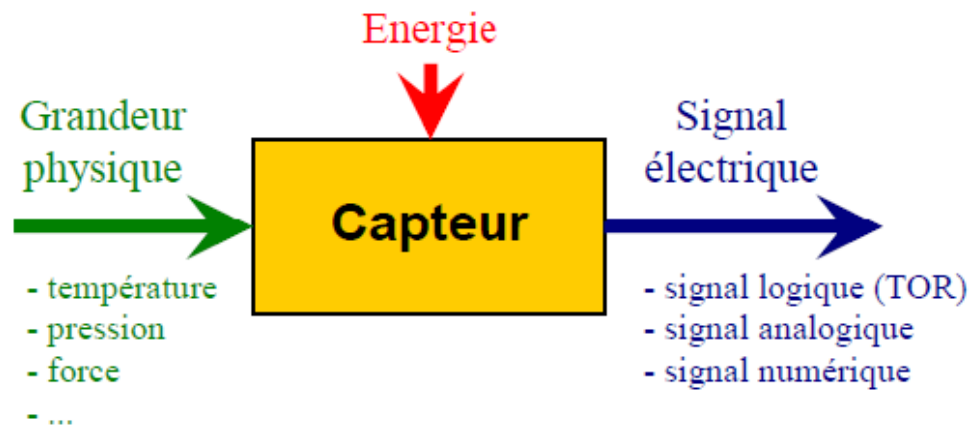 Energie
Grandeur
physique
Capteur
Signal
électrique
- température
- pression
- force
- ...
- signal logique (TOR)
- signal analogique
- signal numérique